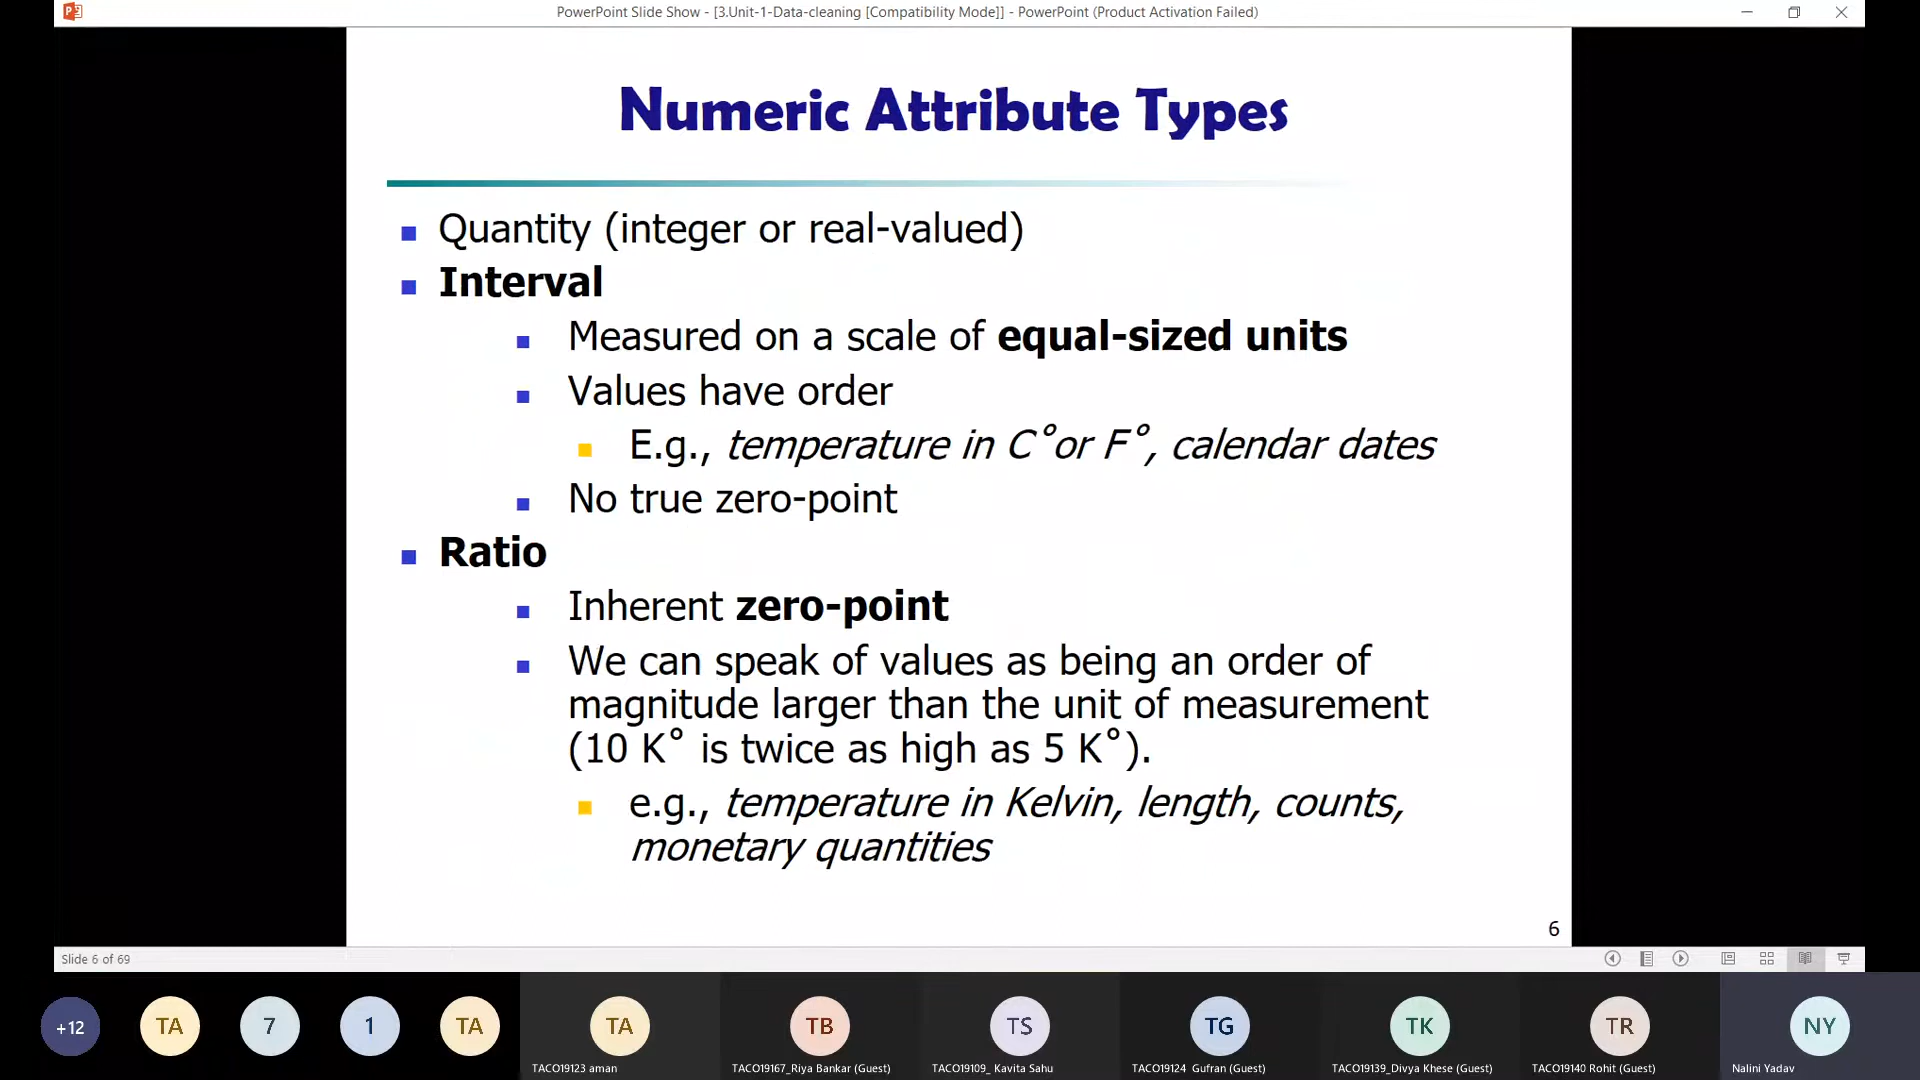 PowerPoint Slide Show - [3.Unit-1-Data-cleaning [Compatibility Mode]] - PowerPoint (Product Activation Failed)
Numeric Attribute Types
Quantity (integer or real-valued)
Interval
Measured on a scale of equal-sized units
Values have order
E.g., temperature in C˚or F˚, calendar dates
No true zero-point
Ratio
Inherent zero-point
We can speak of values as being an order of
magnitude larger than the unit of measurement
(10 K˚ is twice as high as 5 K˚).
e.g., temperature in Kelvin, length, counts,
monetary quantities
6
Slide 6 of 69
+12 TA 7 1 TA TA TB TS TG TK TR NY
TACO19123 aman TACO19167_Riya Bankar (Guest) TACO19109_ Kavita Sahu TACO19124 Gufran (Guest) TACO19139_Divya Khese (Guest) TACO19140 Rohit (Guest) Nalini Yadav